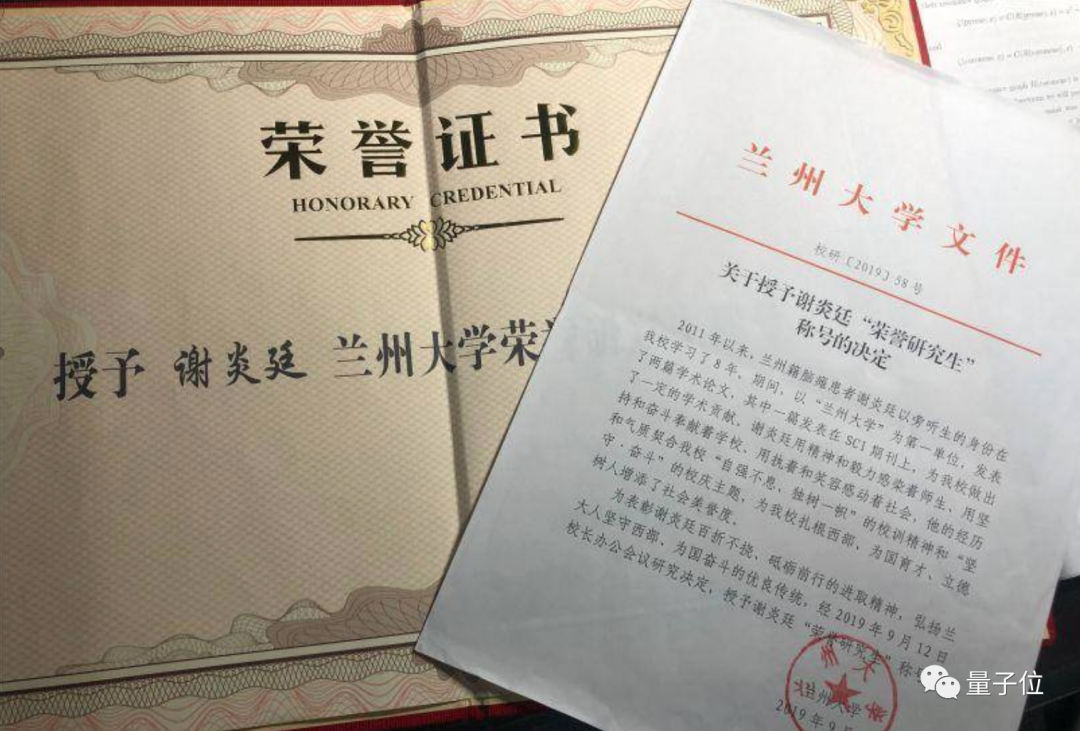 荣誉证书
HONORARY CREDENTIAL
授予 谢炎廷 兰州大学荣
兰州大学文件
校研〔2019〕58号
关于授予谢炎廷“荣誉研究生”
称号的决定
2011年以来，兰州籍脑瘫患者谢炎廷以旁听生的身份在
我校学习了8年。期间，以“兰州大学”为第一单位，发表
了两篇学术论文，其中一篇发表在SCI期刊上，为我校做出
了一定的学术贡献。谢炎廷用精神和毅力感染着师生、用坚
持和奋斗奉献着学校、用执着和笑容感动着社会，他的经历
和气质契合我校“自强不息、独树一帜”的校训精神和“坚
守·奋斗”的校庆主题，为我校扎根西部、为国育才、立德
树人增添了社会美誉度。
为表彰谢炎廷百折不挠、砥砺前行的进取精神，弘扬兰
大人坚守西部、为国奋斗的优良传统，经2019年9月12日
校长办公会议研究决定，授予谢炎廷“荣誉研究生”称
兰州大学
2019年9
量子位